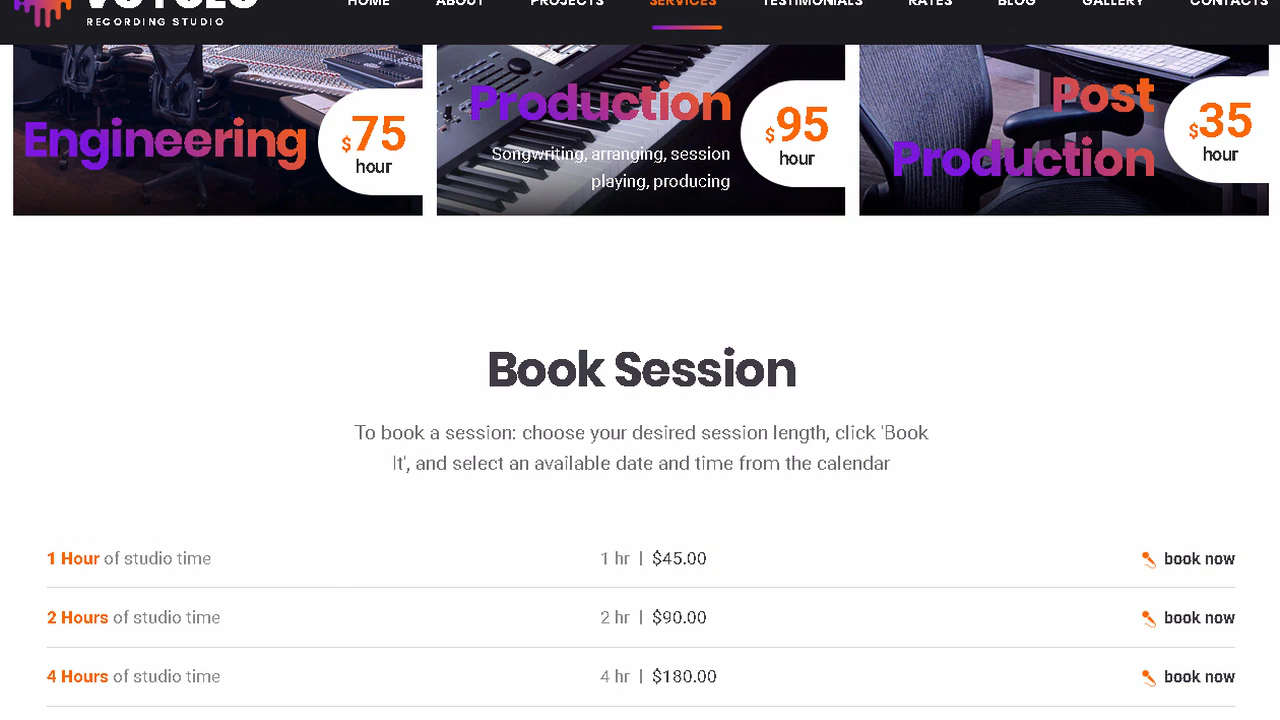 RECORDING STUDIO
HOME ABOUT PROJECTS SERVICES TESTIMONIALS RATES BLOG GALLERY CONTACTS
Engineering
$75
hour
Production
Songwriting, arranging, session
playing, producing
$95
hour
Post
Production
$35
hour
Book Session
To book a session: choose your desired session length, click 'Book
It', and select an available date and time from the calendar
1 Hour of studio time 1 hr | $45.00 book now
2 Hours of studio time 2 hr | $90.00 book now
4 Hours of studio time 4 hr | $180.00 book now